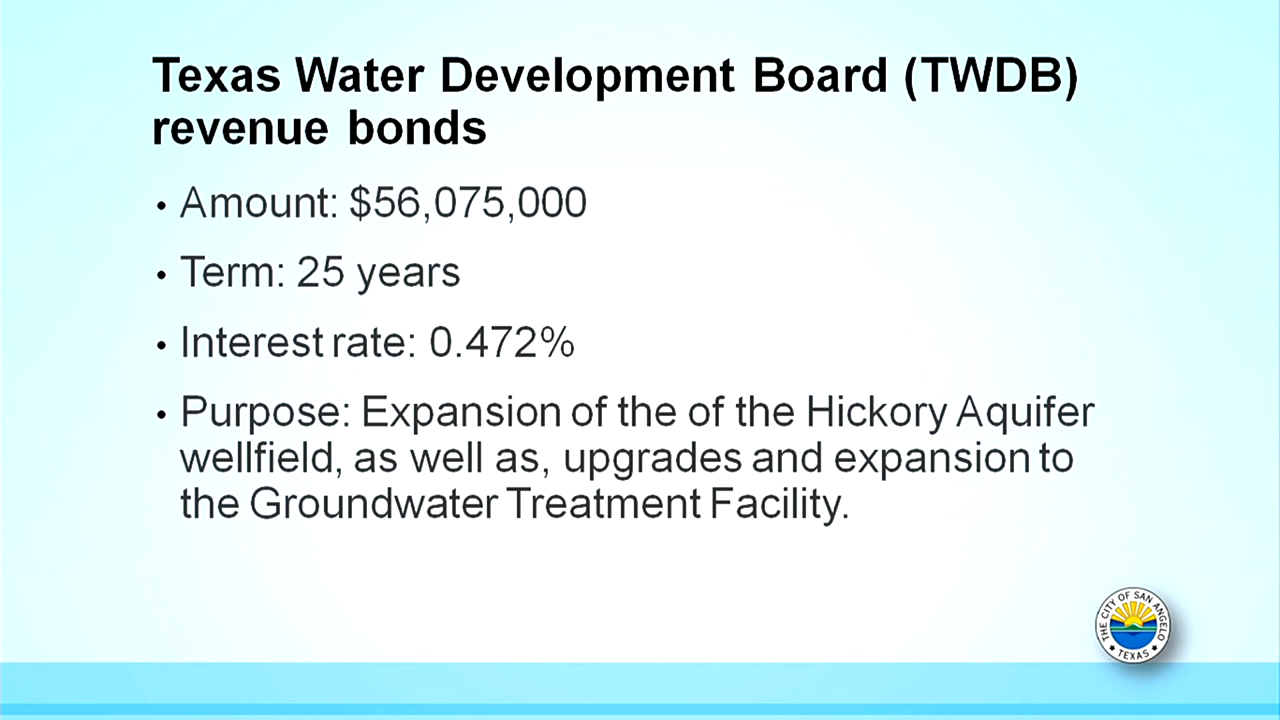 Texas Water Development Board (TWDB)
revenue bonds
• Amount: $56,075,000
• Term: 25 years
• Interest rate: 0.472%
• Purpose: Expansion of the of the Hickory Aquifer
wellfield, as well as, upgrades and expansion to
the Groundwater Treatment Facility.
THE CITY OF SAN ANGELO
TEXAS